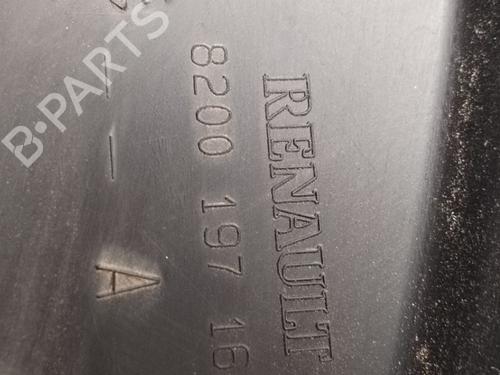 RENAULT
8200 197 16
A
B-PARTS